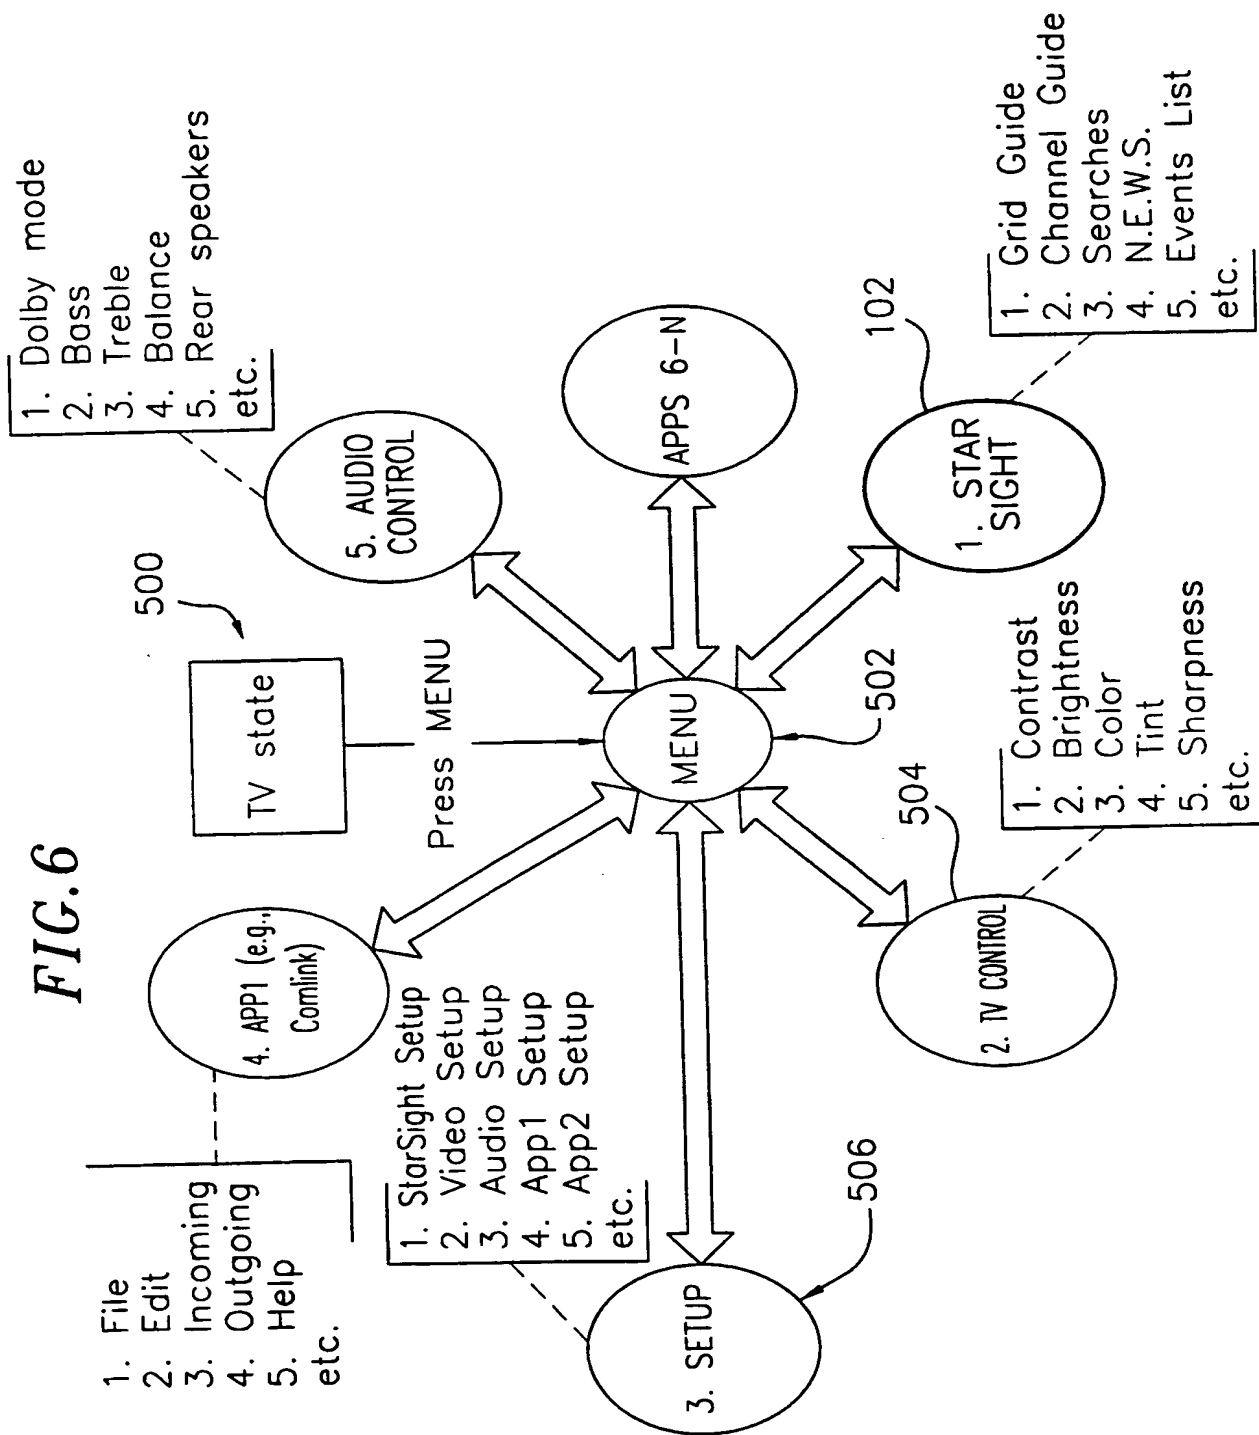 FIG.6
1. File
2. Edit
3. Incoming
4. Outgoing
5. Help
etc.
4. APP1 (e.g.,
Comlink)
TV state
500
Press MENU
1. Dolby mode
2. Bass
3. Treble
4. Balance
5. Rear speakers
etc.
5. AUDIO
CONTROL
1. StarSight Setup
2. Video Setup
3. Audio Setup
4. App1 Setup
5. App2 Setup
etc.
3. SETUP
506
MENU
502
APPS 6-N
2. TV CONTROL
504
1. Contrast
2. Brightness
3. Color
4. Tint
5. Sharpness
etc.
1. STAR
SIGHT
102
1. Grid Guide
2. Channel Guide
3. Searches
4. N.E.W.S.
5. Events List
etc.